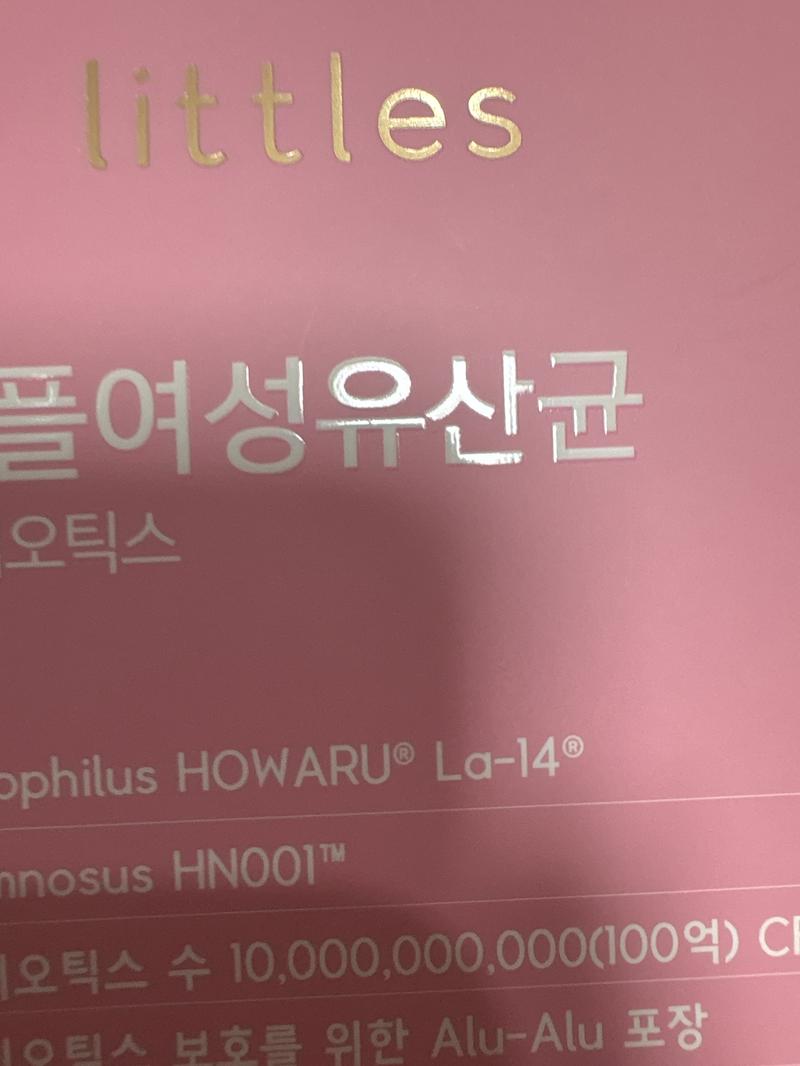 littles
플여성유산균
오틱스
ophilus HOWARU® La-14®
mnosus HN001™
오틱스 수 10,000,000,000(100억) CF
오틱스 보호를 위한 Alu-Alu 포장